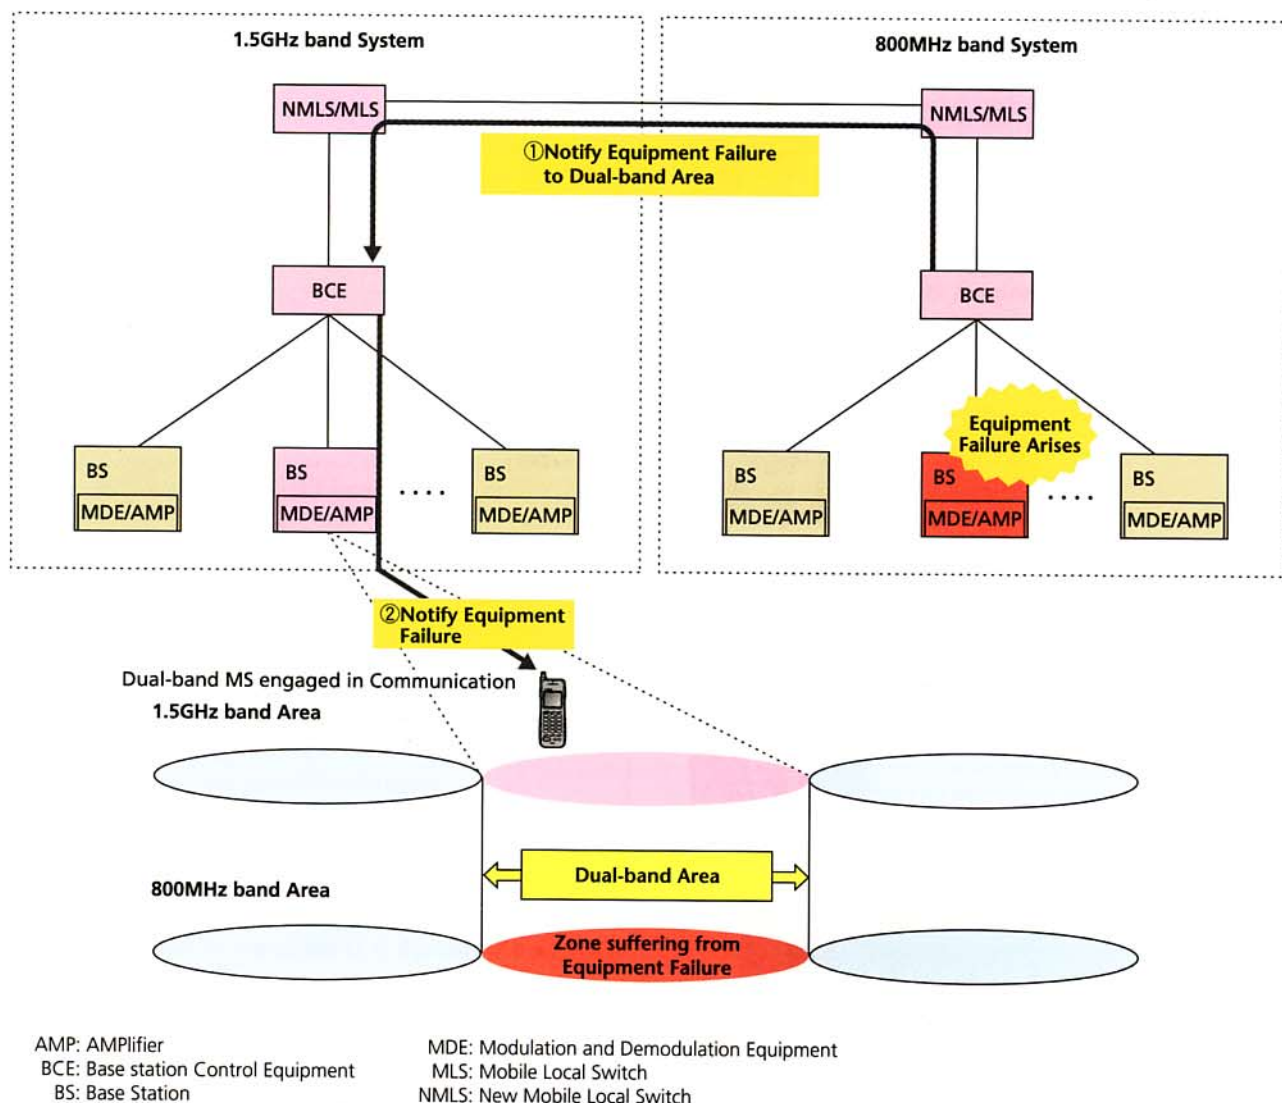 1.5GHz band System
800MHz band System
NMLS/MLS
NMLS/MLS
①Notify Equipment Failure
to Dual-band Area
BCE
BCE
Equipment
Failure Arises
BS
MDE/AMP
BS
MDE/AMP
....
BS
MDE/AMP
BS
MDE/AMP
BS
MDE/AMP
....
BS
MDE/AMP
②Notify Equipment
Failure
Dual-band MS engaged in Communication
1.5GHz band Area
Dual-band Area
800MHz band Area
Zone suffering from
Equipment Failure
AMP: AMPlifier
BCE: Base station Control Equipment
BS: Base Station
MDE: Modulation and Demodulation Equipment
MLS: Mobile Local Switch
NMLS: New Mobile Local Switch